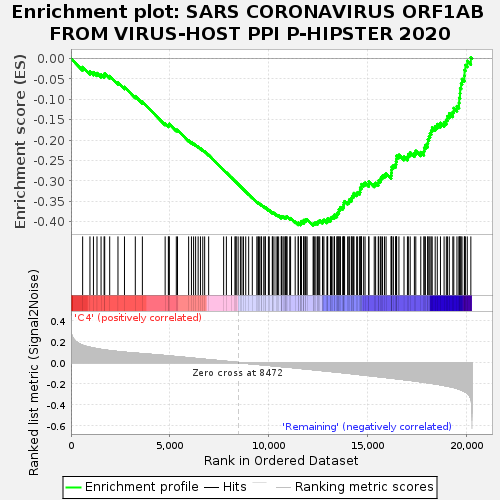 Enrichment plot: SARS CORONAVIRUS ORF1AB
FROM VIRUS-HOST PPI P-HIPSTER 2020
Enrichment score (ES)
0.00
-0.05
-0.10
-0.15
-0.20
-0.25
-0.30
-0.35
-0.40
'C4' (positively correlated)
Ranked list metric (Signal2Noise)
0.4
0.2
0.0
-0.2
-0.4
-0.6
Zero cross at 8472
'Remaining' (negatively correlated)
0
5,000
10,000
15,000
20,000
Rank in Ordered Dataset
Enrichment profile
Hits
Ranking metric scores